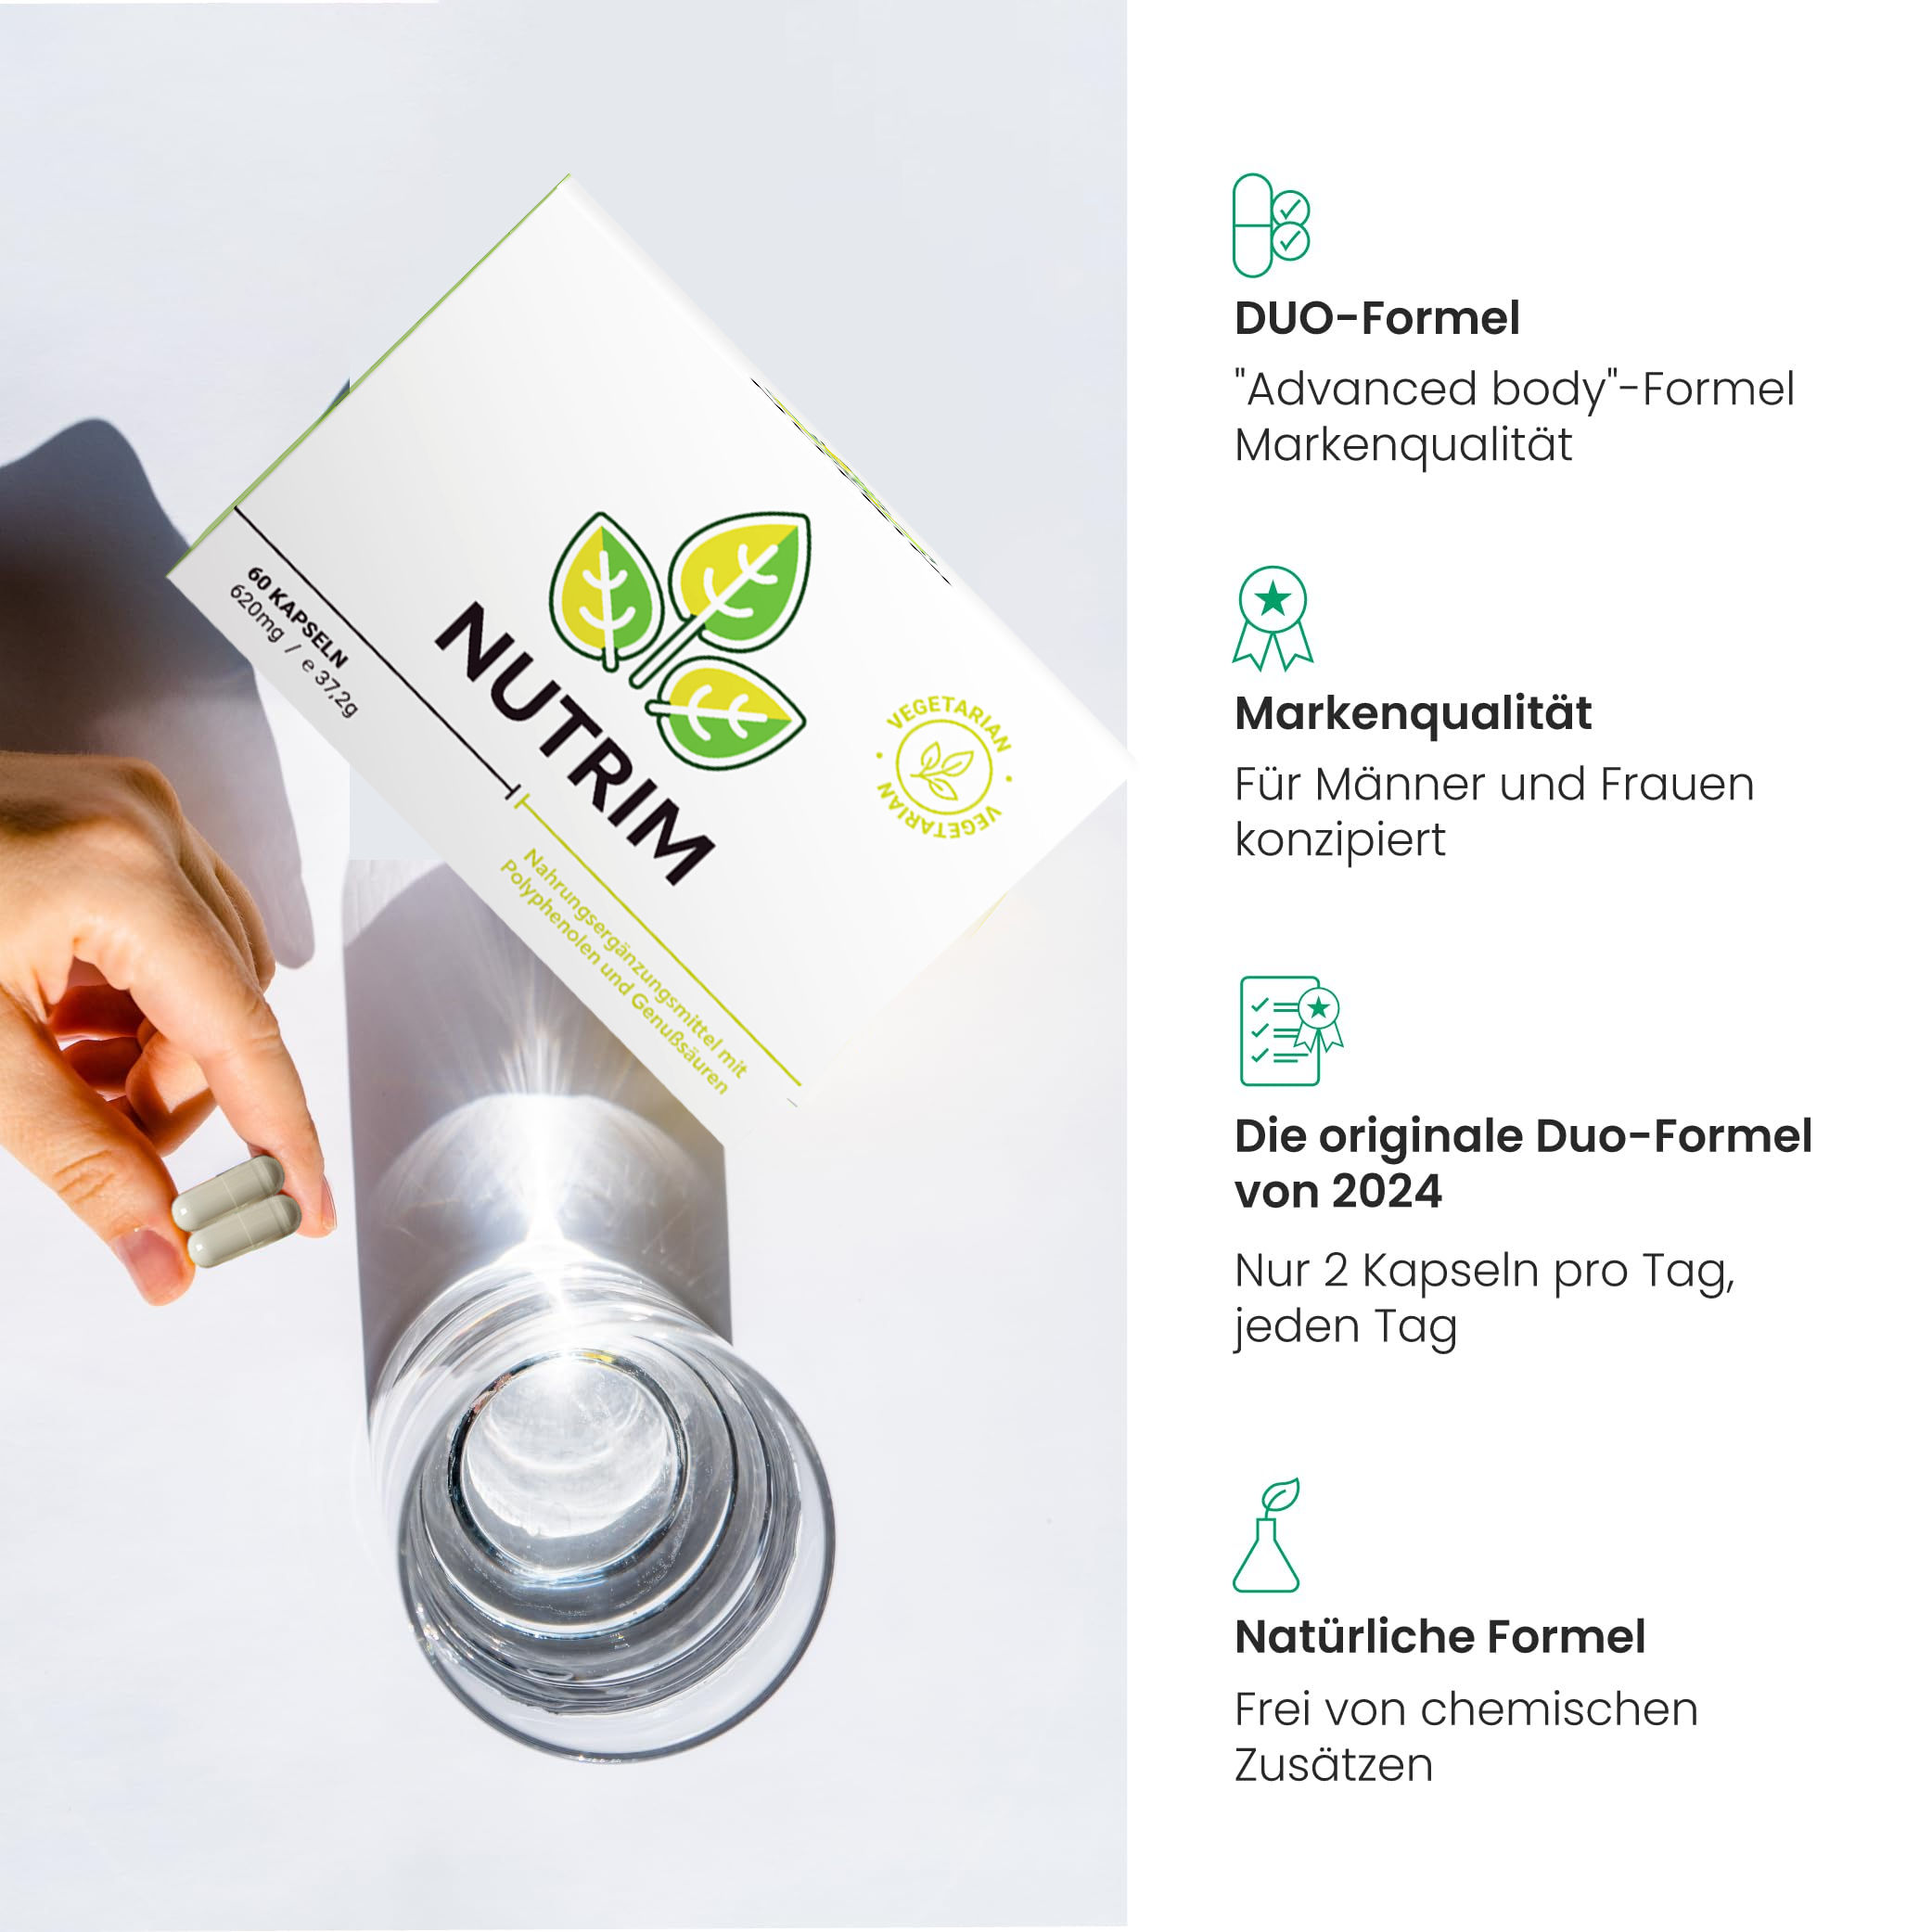 60 KAPSELN
620mg / e 37,2g
NUTRIM
Nahrungsergänzungsmittel mit
Polyphenolen und Genußsäuren
VEGETARIAN
VEGETARIAN
DUO-Formel
"Advanced body"-Formel
Markenqualität
Markenqualität
Für Männer und Frauen
konzipiert
Die originale Duo-Formel
von 2024
Nur 2 Kapseln pro Tag,
jeden Tag
Natürliche Formel
Frei von chemischen
Zusätzen